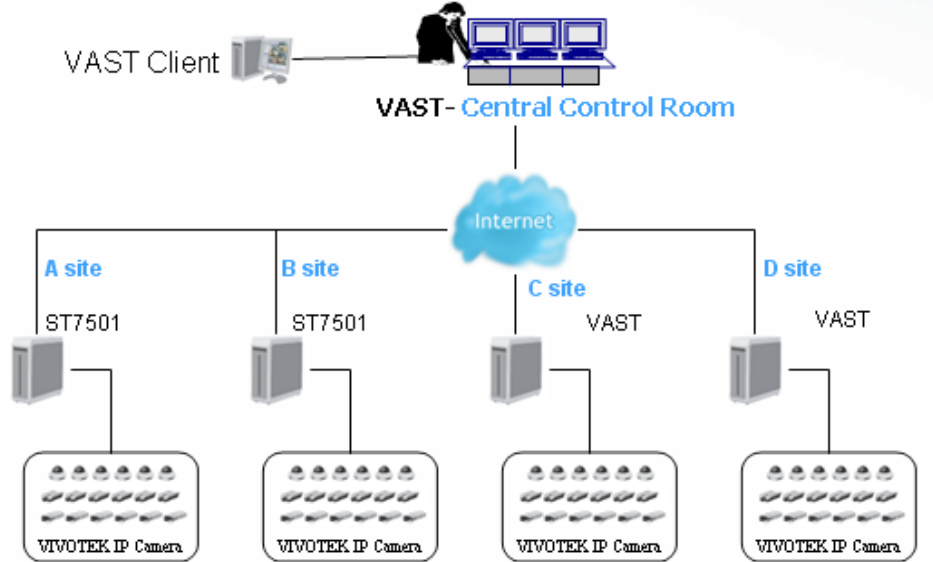 VAST Client
VAST- Central Control Room
Internet
A site
B site
C site
D site
ST7501
ST7501
VAST
VAST
VIVOTEK IP Camera
VIVOTEK IP Camera
VIVOTEK IP Camera
VIVOTEK IP Camera